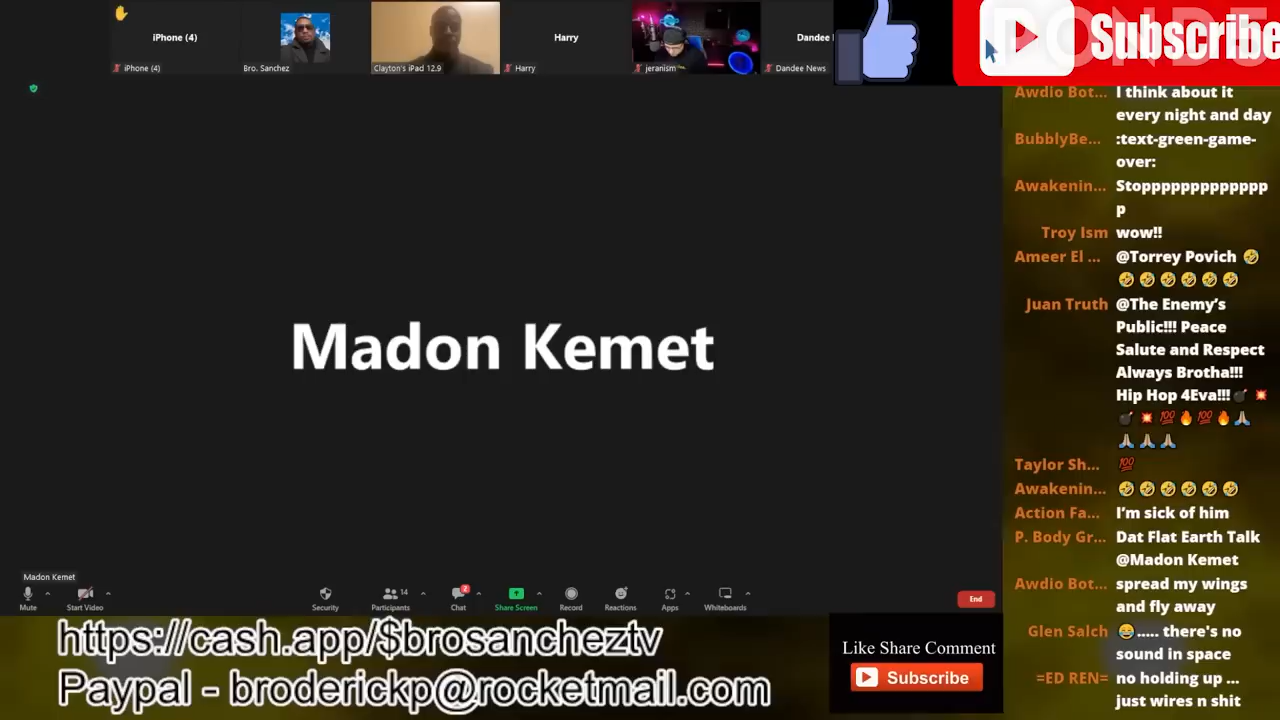 iPhone (4)
Harry
Dandee
iPhone (4)
Bro. Sanchez
Clayton's iPad 12.9
Harry
jeranism
Dandee News
Subscribe
Awdio Bot... I think about it
every night and day
BubblyBe... :text-green-game-
over:
Awakenin... Stoppppppppppppp
p
Troy Ism wow!!
Ameer El ... @Torrey Povich 🤣
🤣🤣🤣🤣🤣🤣
Juan Truth @The Enemy’s
Public!!! Peace
Salute and Respect
Always Brotha!!!
Hip Hop 4Eva!!!💣💥
💣💥💯🔥💯🔥🙏🏽
🙏🏽🙏🏽🙏🏽
Taylor Sh... 💯
Awakenin... 🤣🤣🤣🤣🤣🤣
Action Fa... I’m sick of him
P. Body Gr... Dat Flat Earth Talk
@Madon Kemet
Awdio Bot... spread my wings
and fly away
Glen Salch 😂..... there's no
sound in space
=ED REN= no holding up ...
just wires n shit
Madon Kemet
Madon Kemet
Mute
Start Video
Security
Participants 14
Chat 2
Share Screen
Record
Reactions
Apps
Whiteboards
End
https://cash.app/$brosancheztv
Paypal - broderickp@rocketmail.com
Like Share Comment
Subscribe